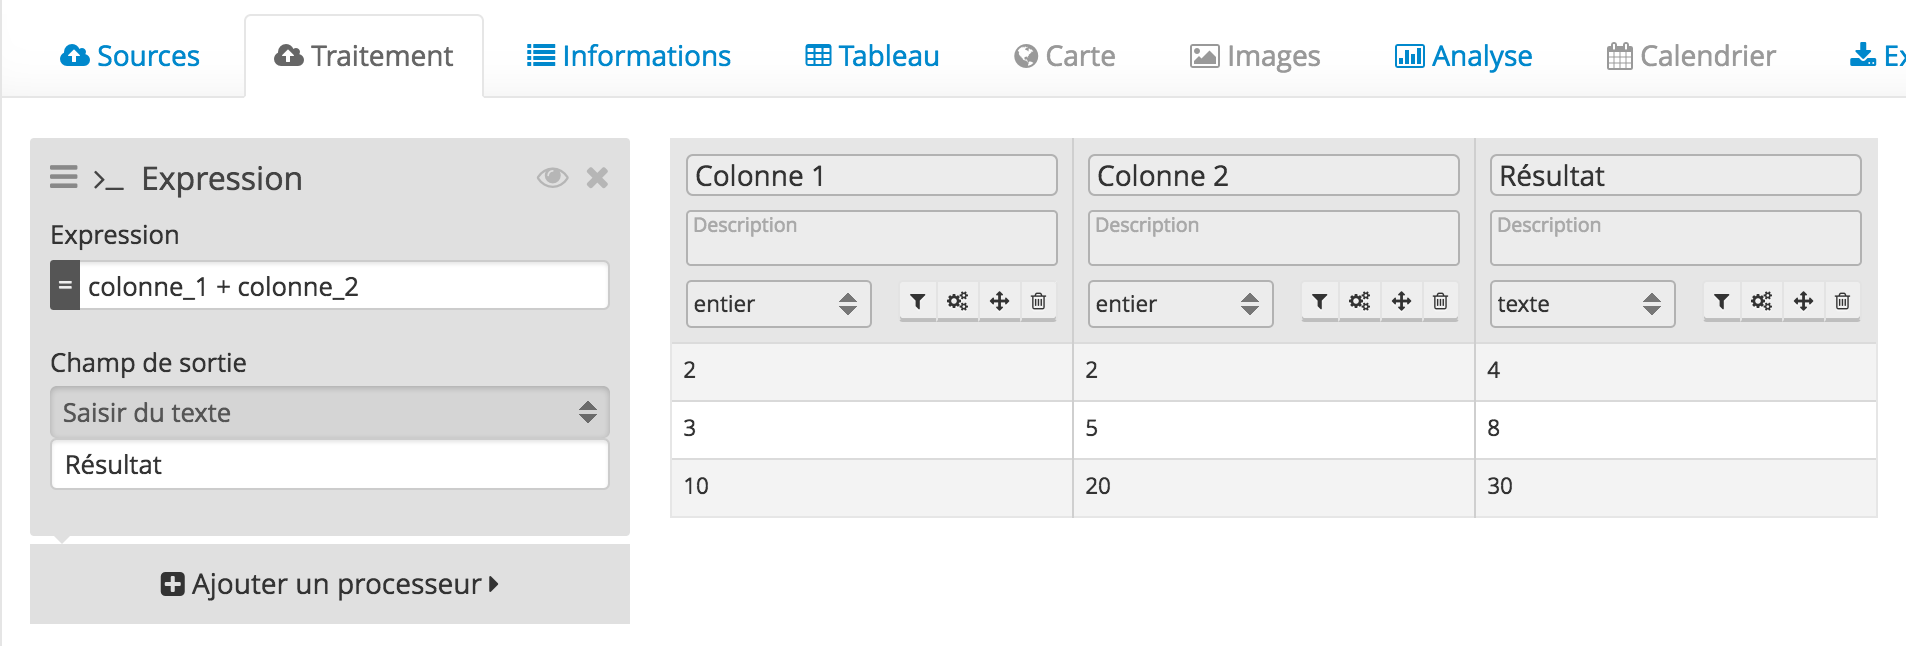 Sources Traitement Informations Tableau Carte Images Analyse Calendrier Ex
>_ Expression
Expression
= colonne_1 + colonne_2
Champ de sortie
Saisir du texte
Résultat
Ajouter un processeur
Colonne 1 Colonne 2 Résultat
Description Description Description
entier entier texte
2 2 4
3 5 8
10 20 30